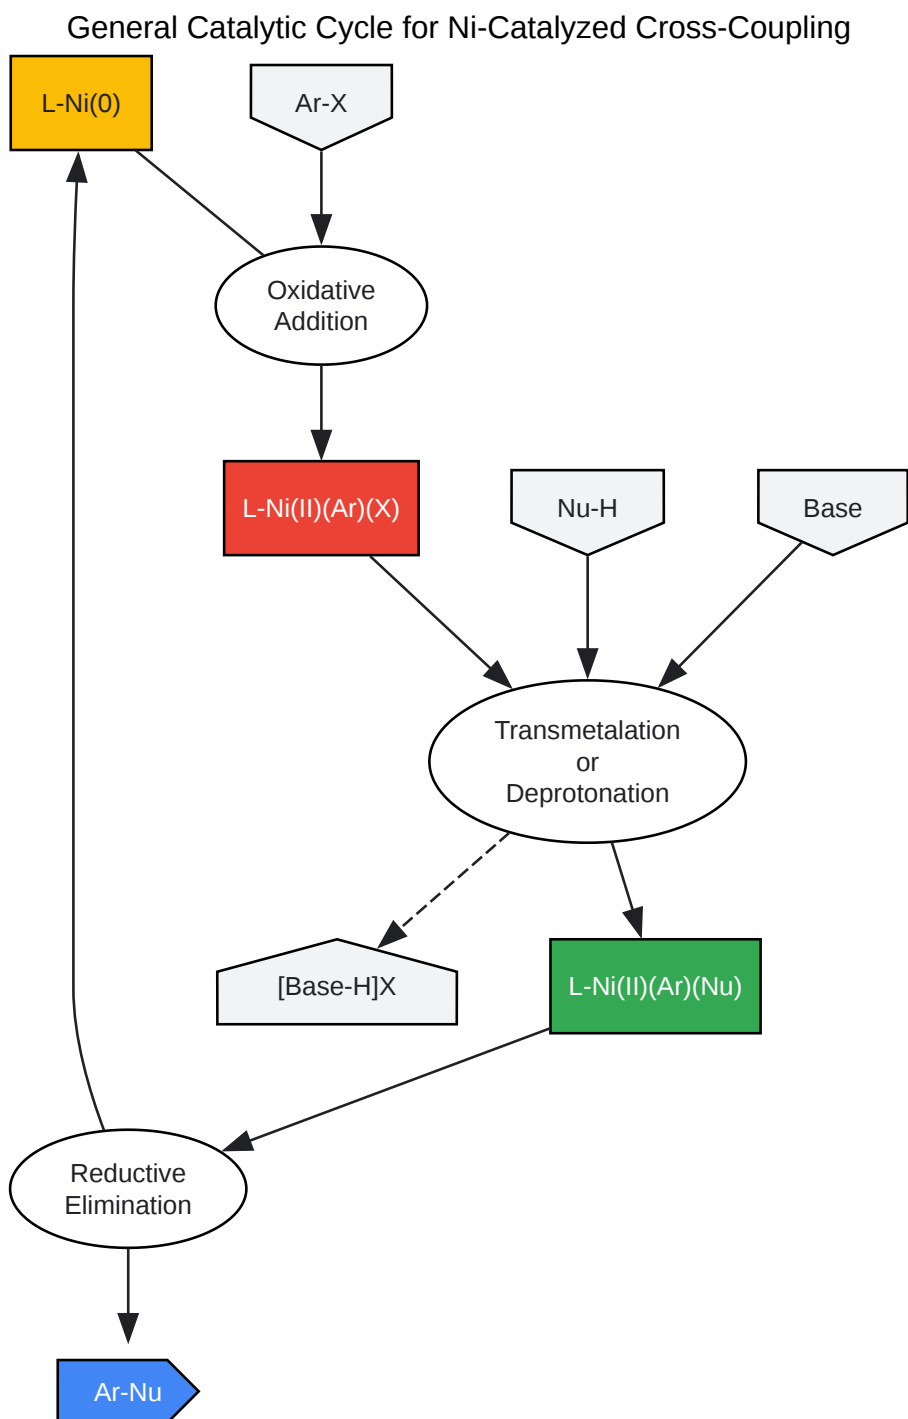 General Catalytic Cycle for Ni-Catalyzed Cross-Coupling
L-Ni(0)
Ar-X
Oxidative
Addition
L-Ni(II)(Ar)(X)
Nu-H
Base
Transmetalation
or
Deprotonation
[Base-H]X
L-Ni(II)(Ar)(Nu)
Reductive
Elimination
Ar-Nu